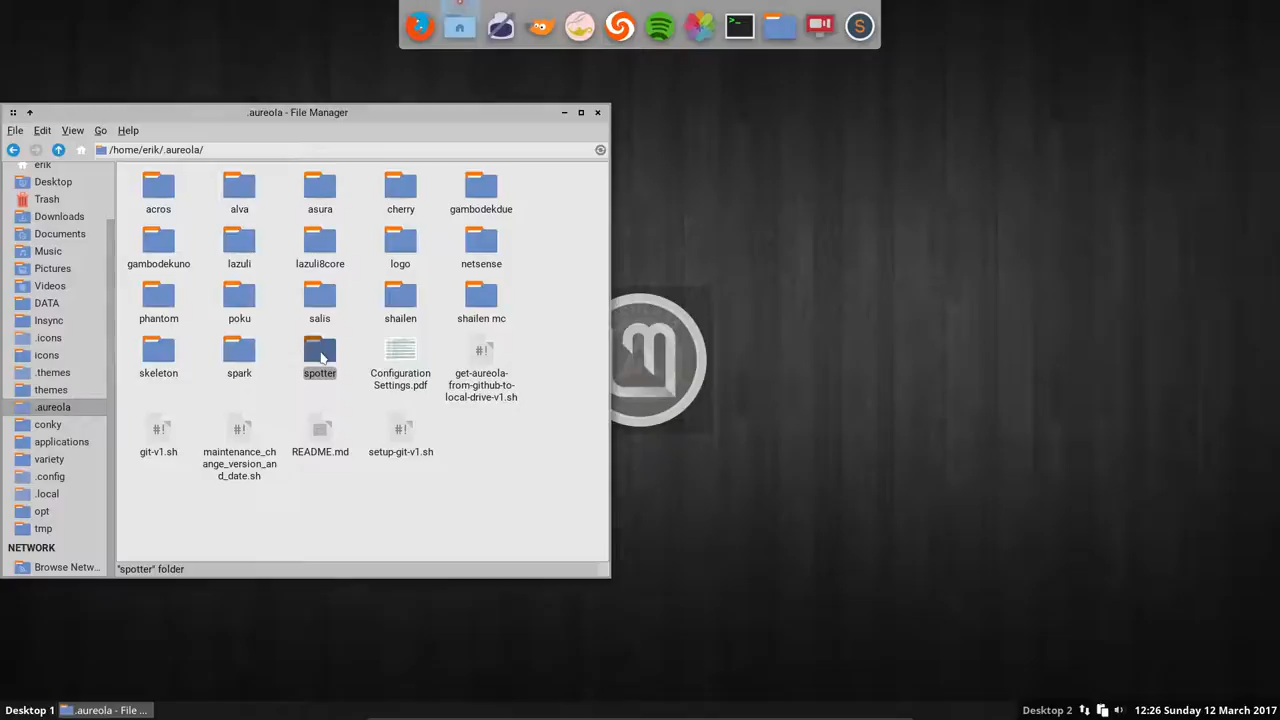 S
.aureola - File Manager
File Edit View Go Help
/home/erik/.aureola/
erik
Desktop
Trash
Downloads
Documents
Music
Pictures
Videos
DATA
Insync
.icons
icons
.themes
themes
.aureola
conky
applications
variety
.config
.local
opt
tmp
NETWORK
Browse Netw...
acros alva asura cherry gambodekdue
gambodekuno lazuli lazuli8core logo netsense
phantom poku salis shailen shailen mc
skeleton spark spotter
Configuration
Settings.pdf
get-aureola-
from-github-to-
local-drive-v1.sh
git-v1.sh
maintenance_ch
ange_version_an
d_date.sh
README.md
setup-git-v1.sh
"spotter" folder
Desktop 1 .aureola - File ... Desktop 2 12:26 Sunday 12 March 2017